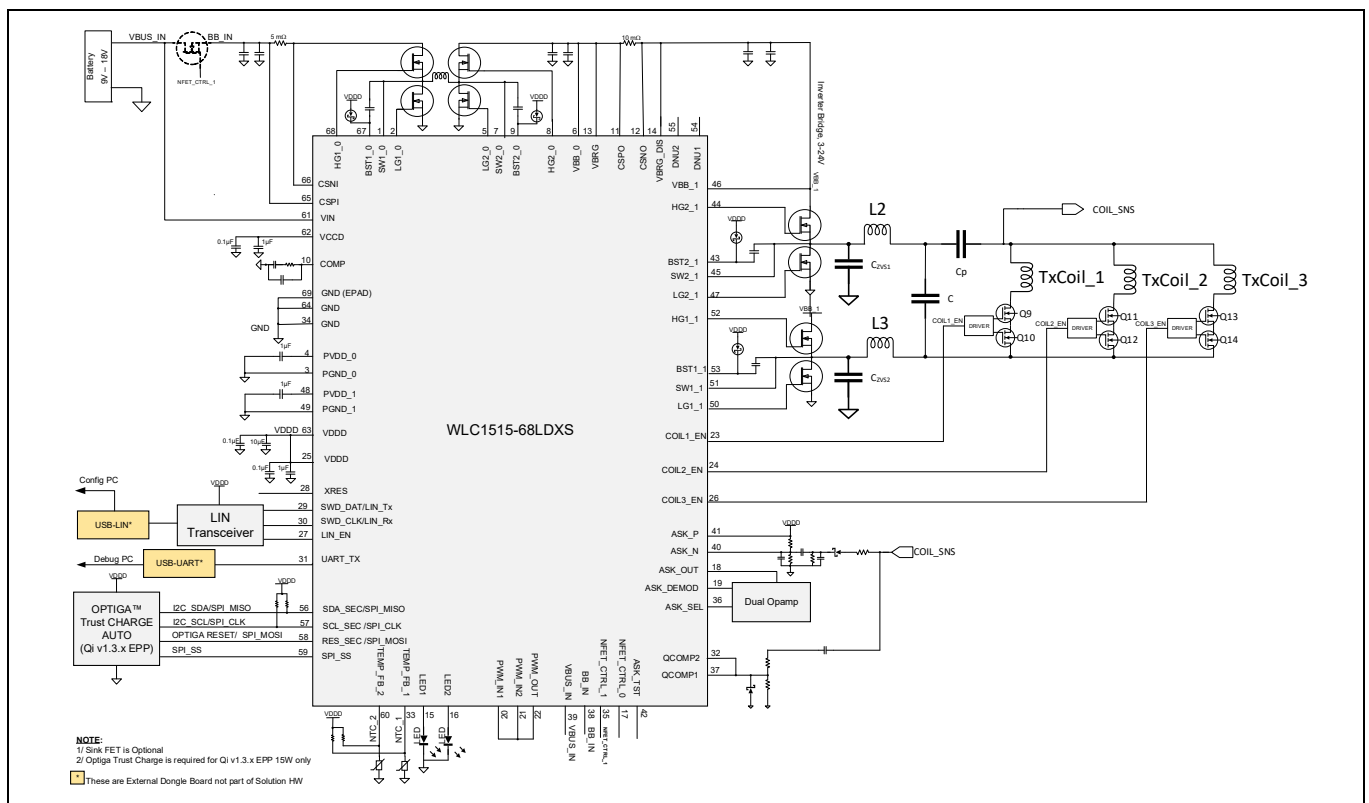 VBUS_IN
BB_IN
5 mΩ
10 mΩ
Battery
9V – 18V
NFET_CTRL_1
VDDD
VDDD
Inverter Bridge, 3-24V
68
67
1
2
5
7
9
8
6
13
11
12
14
55
54
HG1_0
BST1_0
SW1_0
LG1_0
LG2_0
SW2_0
BST2_0
HG2_0
VBB_0
VBRG
CSPO
CSNO
VBRG_DIS
DNU2
DNU1
66
CSNI
65
CSPI
61
VIN
62
VCCD
0.1µF
1µF
10
COMP
69
GND (EPAD)
64
GND
34
GND
GND
4
PVDD_0
1µF
3
PGND_0
48
PVDD_1
1µF
49
PGND_1
VDDD
63
VDDD
0.1µF
10µF
25
VDDD
0.1µF
1µF
28
XRES
29
SWD_DAT/LIN_Tx
30
SWD_CLK/LIN_Rx
27
LIN_EN
31
UART_TX
56
SDA_SEC/SPI_MISO
57
SCL_SEC /SPI_CLK
58
RES_SEC /SPI_MOSI
59
SPI_SS
WLC1515-68LDXS
VBB_1
46
VBB_1
HG2_1
44
VDDD
BST2_1
43
SW2_1
45
LG2_1
47
HG1_1
52
VBB_1
VDDD
BST1_1
53
SW1_1
51
LG1_1
50
COIL1_EN
23
COIL2_EN
24
COIL3_EN
26
ASK_P
41
ASK_N
40
ASK_OUT
18
ASK_DEMOD
19
ASK_SEL
36
QCOMP2
32
QCOMP1
37
L2
L3
CZVS1
CZVS2
Cp
C
COIL_SNS
TxCoil_1
TxCoil_2
TxCoil_3
Q9
Q10
Q11
Q12
Q13
Q14
COIL1_EN
DRIVER
COIL2_EN
DRIVER
COIL3_EN
DRIVER
VDDD
COIL_SNS
Dual Opamp
Config PC
USB-LIN*
VDDD
LIN
Transceiver
Debug PC
USB-UART*
VDDD
OPTIGA™
Trust CHARGE
AUTO
(Qi v1.3.x EPP)
VDDD
I2C_SDA/SPI_MISO
I2C_SCL/SPI_CLK
OPTIGA RESET/ SPI_MOSI
SPI_SS
TEMP_FB_2
TEMP_FB_1
LED1
LED2
PWM_IN1
PWM_IN2
PWM_OUT
VBUS_IN
BB_IN
NFET_CTRL_1
NFET_CTRL_0
ASK_TST
60
33
15
16
20
21
22
39
38
35
17
42
VDDD
NTC_2
NTC_1
LED
LED
VBUS_IN
BB_IN
NFET_CTRL_1
NOTE:
1/ Sink FET is Optional
2/ Optiga Trust Charge is required for Qi v1.3.x EPP 15W only
* These are External Dongle Board not part of Solution HW